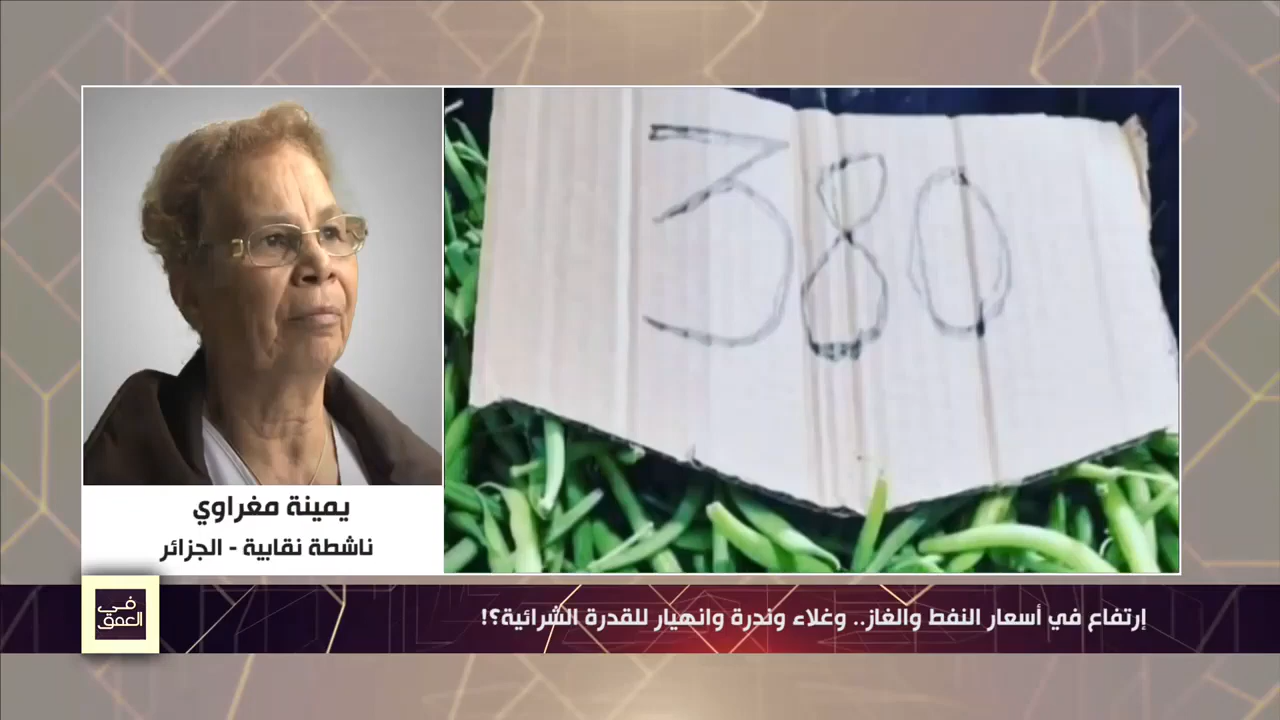 380
يمينة مغراوي
ناشطة نقابية - الجزائر
في
العمق
إرتفاع في أسعار النفط والغاز.. وغلاء وندرة وانهيار للقدرة الشرائية؟!